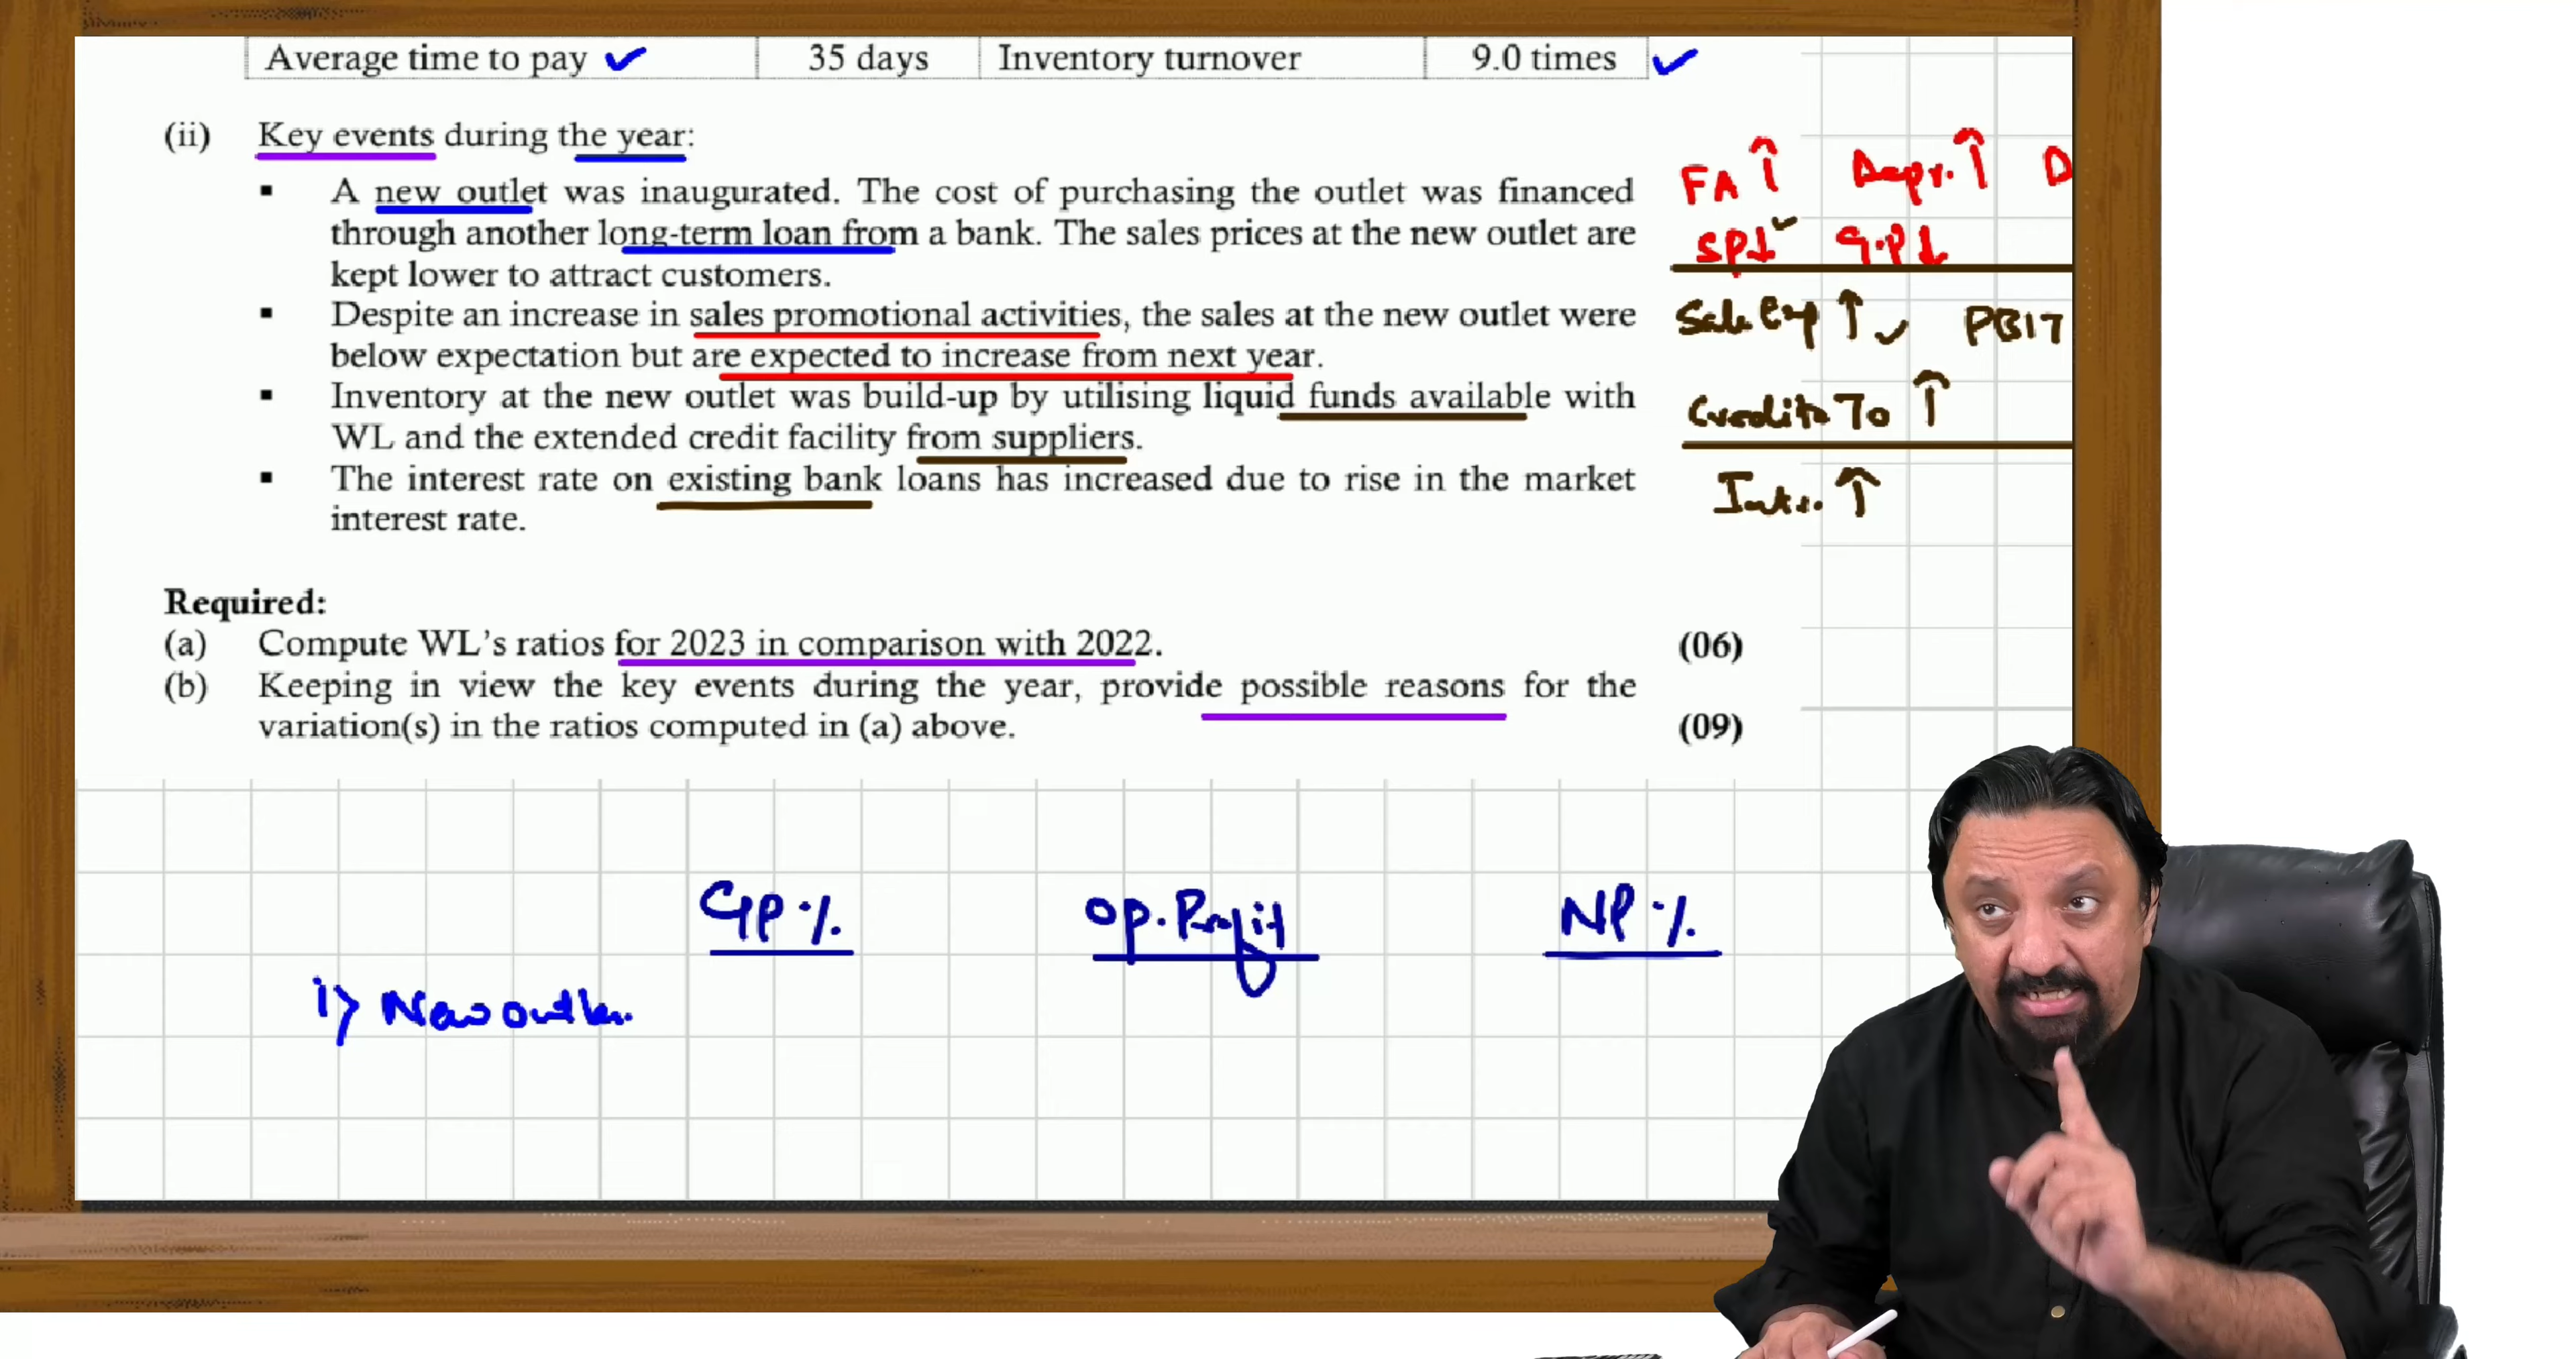 Average time to pay ✓ 35 days Inventory turnover 9.0 times ✓
(ii) Key events during the year:
▪ A new outlet was inaugurated. The cost of purchasing the outlet was financed
through another long-term loan from a bank. The sales prices at the new outlet are
kept lower to attract customers.
FA ↑ Depr. ↑ D
SP↓ ✓ G.P↓
▪ Despite an increase in sales promotional activities, the sales at the new outlet were
below expectation but are expected to increase from next year.
Sale Exp ↑ ✓ PBIT
▪ Inventory at the new outlet was build-up by utilising liquid funds available with
WL and the extended credit facility from suppliers.
Creditor To ↑
▪ The interest rate on existing bank loans has increased due to rise in the market
interest rate.
Int. ↑
Required:
(a) Compute WL's ratios for 2023 in comparison with 2022. (06)
(b) Keeping in view the key events during the year, provide possible reasons for the
variation(s) in the ratios computed in (a) above. (09)
GP % Op. Profit NP %
i) New outlet